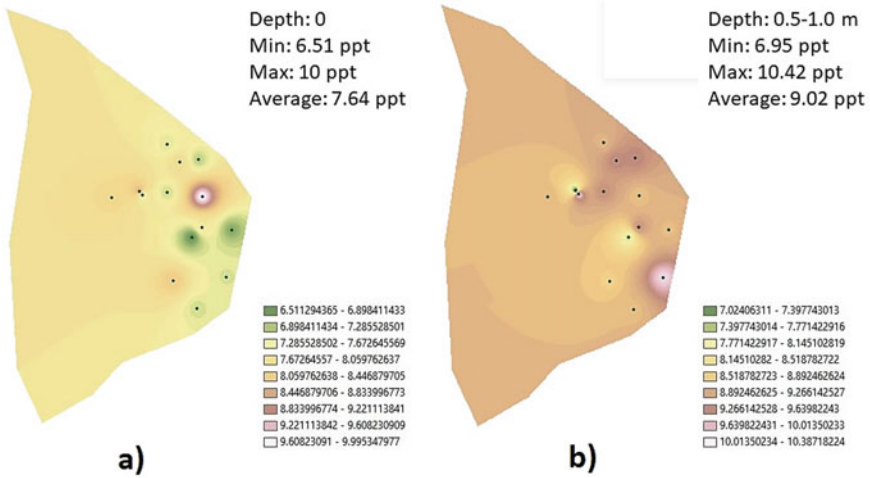 Depth: 0
Min: 6.51 ppt
Max: 10 ppt
Average: 7.64 ppt
6.511294365 - 6.898411433
6.898411434 - 7.285528501
7.285528502 - 7.672645569
7.67264557 - 8.059762637
8.059762638 - 8.446879705
8.446879706 - 8.833996773
8.833996774 - 9.221113841
9.221113842 - 9.608230909
9.60823091 - 9.995347977
a)
Depth: 0.5-1.0 m
Min: 6.95 ppt
Max: 10.42 ppt
Average: 9.02 ppt
7.02406311 - 7.397743013
7.397743014 - 7.771422916
7.771422917 - 8.145102819
8.14510282 - 8.518782722
8.518782723 - 8.892462624
8.892462625 - 9.266142527
9.266142528 - 9.63982243
9.639822431 - 10.01350233
10.01350234 - 10.38718224
b)